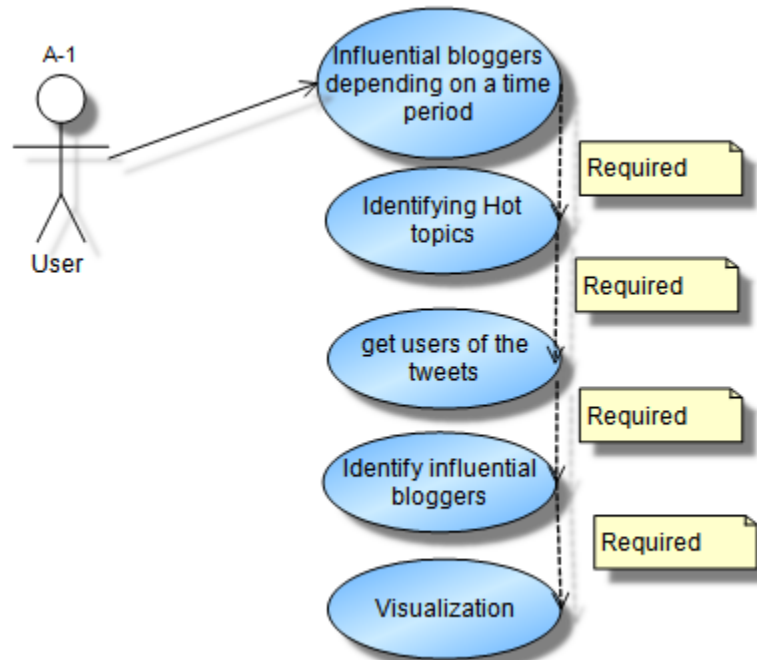 A-1
User
Influential bloggers
depending on a time
period
Required
Identifying Hot
topics
Required
get users of the
tweets
Required
Identify influential
bloggers
Required
Visualization